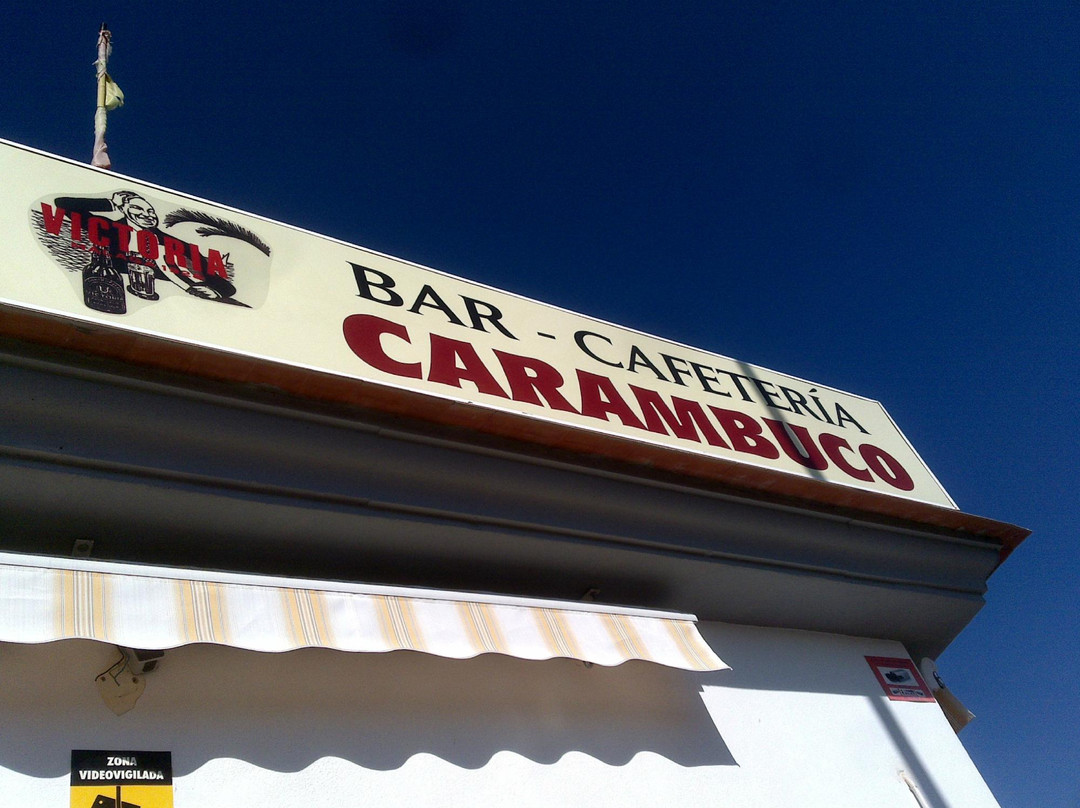 VICTORIA
BAR - CAFETERÍA
CARAMBUCO
ZONA
VIDEOVIGILADA